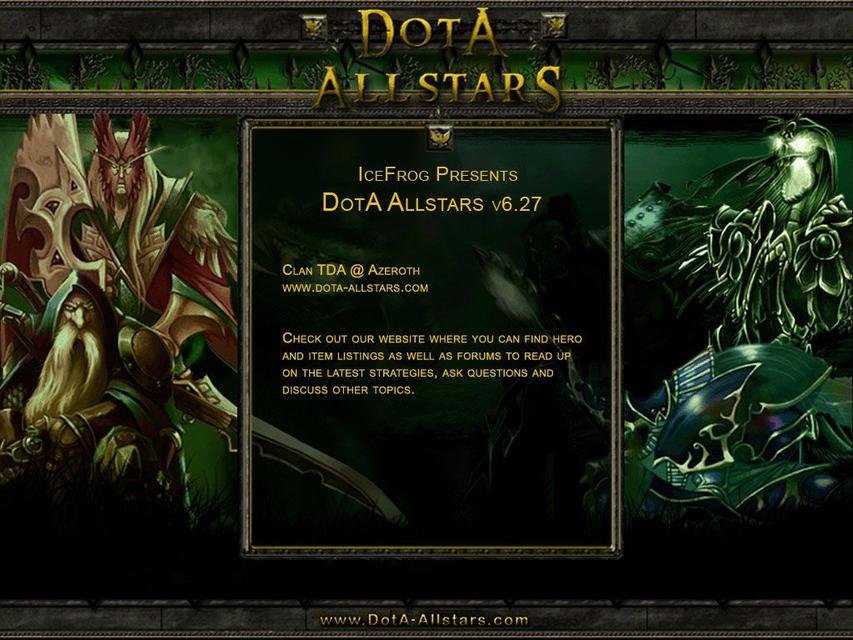 DotA
Allstars
IceFrog Presents
DotA Allstars v6.27
Clan TDA @ Azeroth
www.dota-allstars.com
Check out our website where you can find hero
and item listings as well as forums to read up
on the latest strategies, ask questions and
discuss other topics.
www.DotA-Allstars.com